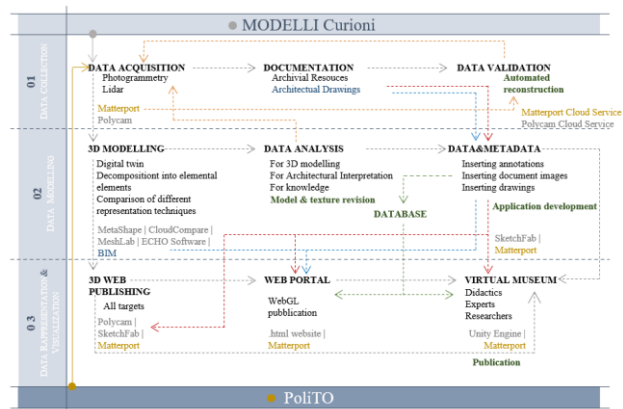 MODELLI Curioni
01
DATA COLLECTION
DATA ACQUISITION
Photogrammetry
Lidar
Matterport
Polycam
DOCUMENTATION
Archivial Resouces
Architectual Drawings
DATA VALIDATION
Automated
reconstruction
Matterport Cloud Service
Polycam Cloud Service
02
DATA MODELLING
3D MODELLING
Digital twin
Decompositiont into elemental
elements
Comparison of different
representation techniques
MetaShape | CloudCompare |
MeshLab | ECHO Software |
BIM
DATA ANALYSIS
For 3D modelling
For Architectural Interpretation
For knowledge
Model & texture revision
DATABASE
DATA&METADATA
Inserting annotations
Inserting document images
Inserting drawings
Application development
SketchFab |
Matterport
03
DATA RAPPRESENTATION &
VISUALIZATION
3D WEB
PUBLISHING
All targets
Polycam |
SketchFab |
Matterport
WEB PORTAL
WebGL
pubblication
.html website |
Matterport
VIRTUAL MUSEUM
Didactics
Experts
Researchers
Unity Engine |
Matterport
Publication
PoliTO